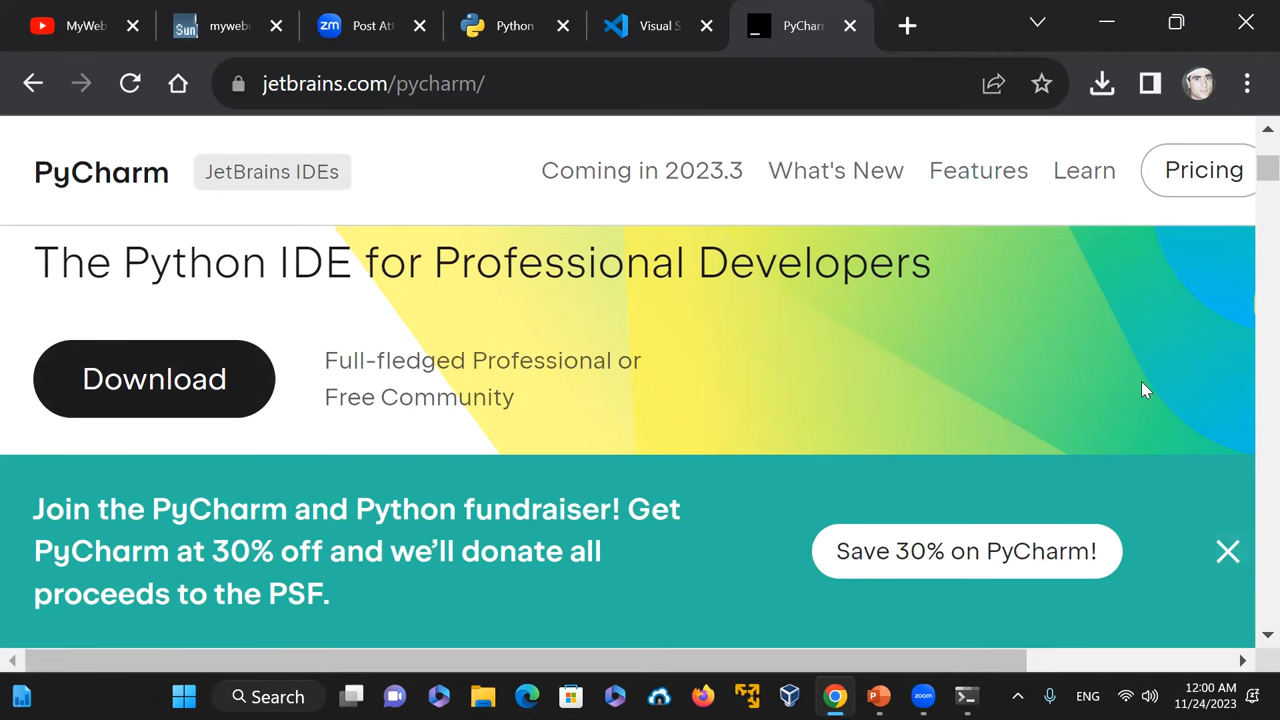 MyWeb
mywebu
zm
Post Att
Python
Visual S
PyCharm
jetbrains.com/pycharm/
PyCharm
JetBrains IDEs
Coming in 2023.3
What's New
Features
Learn
Pricing
The Python IDE for Professional Developers
Download
Full-fledged Professional or
Free Community
Join the PyCharm and Python fundraiser! Get
PyCharm at 30% off and we'll donate all
proceeds to the PSF.
Save 30% on PyCharm!
Search
zoom
ENG
12:00 AM
11/24/2023